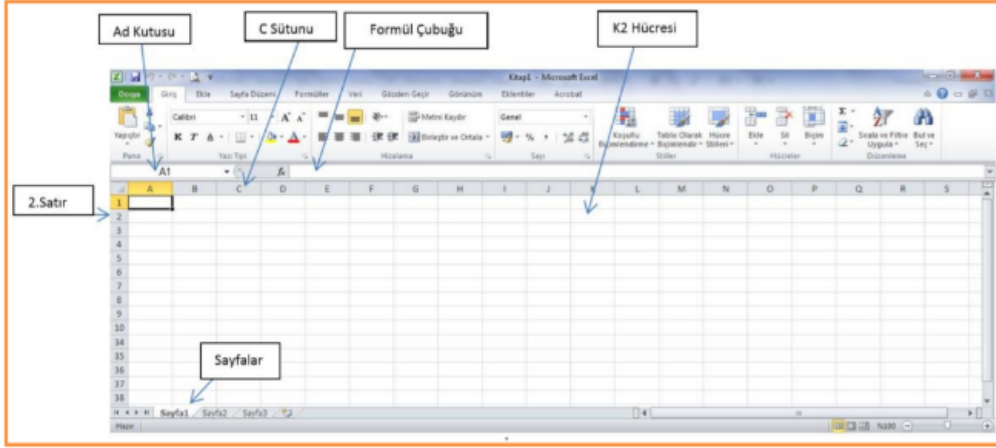 Ad Kutusu
C Sütunu
Formül Çubuğu
K2 Hücresi
Kitap1 - Microsoft Excel
Dosya Giriş Ekle Sayfa Düzeni Formüller Veri Gözden Geçir Görünüm Eklentiler Acrobat
Calibri 11 Metni Kaydır Genel
Yapıştır K T A Birleştir ve Ortala % Koşullu Biçimlendirme Tablo Olarak Biçimlendir Hücre Stilleri Ekle Sil Biçim Σ Sırala ve Filtre Uygula Bul ve Seç
Pano Yazı Tipi Hizalama Sayı Stiller Hücreler Düzenleme
A1 fx
A B C D E F G H I J K L M N O P Q R S
2.Satır
1
2
3
4
5
6
7
8
9
10
34
35
36
37
38
Sayfalar
Sayfa1 Sayfa2 Sayfa3
Hazır %100